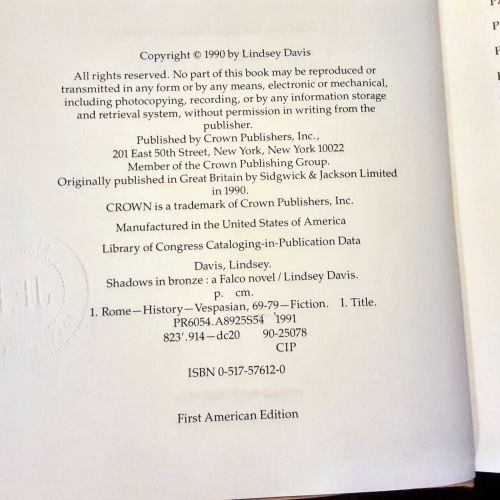 Copyright © 1990 by Lindsey Davis
All rights reserved. No part of this book may be reproduced or
transmitted in any form or by any means, electronic or mechanical,
including photocopying, recording, or by any information storage
and retrieval system, without permission in writing from the
publisher.
Published by Crown Publishers, Inc.,
201 East 50th Street, New York, New York 10022
Member of the Crown Publishing Group.
Originally published in Great Britain by Sidgwick & Jackson Limited
in 1990.
CROWN is a trademark of Crown Publishers, Inc.
Manufactured in the United States of America
Library of Congress Cataloging-in-Publication Data
Davis, Lindsey.
Shadows in bronze : a Falco novel / Lindsey Davis.
p. cm.
1. Rome—History—Vespasian, 69-79—Fiction. I. Title.
PR6054.A8925S54 1991
823'.914—dc20 90-25078
CIP
ISBN 0-517-57612-0
First American Edition